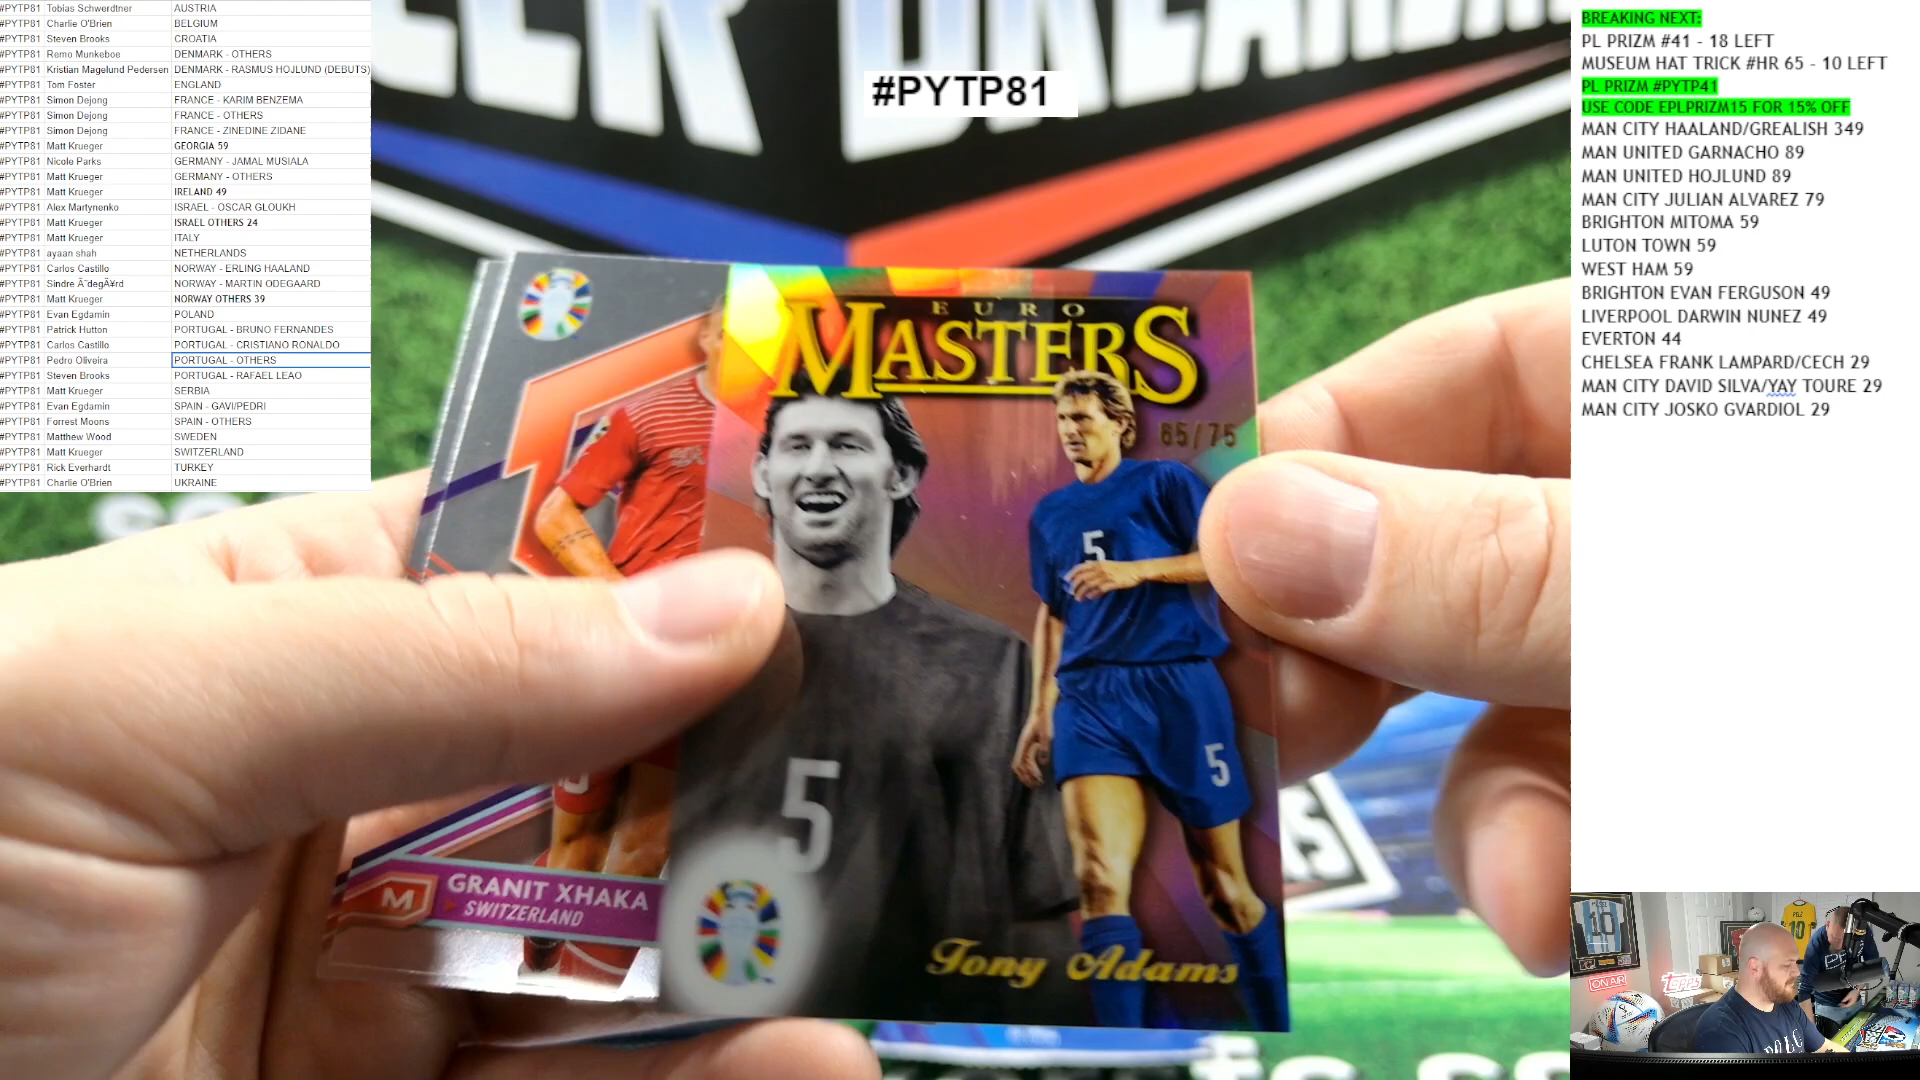 #PYTP81 Tobias Schwerdtner AUSTRIA
#PYTP81 Charlie O'Brien BELGIUM
#PYTP81 Steven Brooks CROATIA
#PYTP81 Remo Munkeboe DENMARK - OTHERS
#PYTP81 Kristian Magelund Pedersen DENMARK - RASMUS HOJLUND (DEBUTS)
#PYTP81 Tom Foster ENGLAND
#PYTP81 Simon Dejong FRANCE - KARIM BENZEMA
#PYTP81 Simon Dejong FRANCE - OTHERS
#PYTP81 Simon Dejong FRANCE - ZINEDINE ZIDANE
#PYTP81 Matt Krueger GEORGIA 59
#PYTP81 Nicole Parks GERMANY - JAMAL MUSIALA
#PYTP81 Matt Krueger GERMANY - OTHERS
#PYTP81 Matt Krueger IRELAND 49
#PYTP81 Alex Martynenko ISRAEL - OSCAR GLOUKH
#PYTP81 Matt Krueger ISRAEL OTHERS 24
#PYTP81 Matt Krueger ITALY
#PYTP81 ayaan shah NETHERLANDS
#PYTP81 Carlos Castillo NORWAY - ERLING HAALAND
#PYTP81 Sindre Ã˜degÃ¥rd NORWAY - MARTIN ODEGAARD
#PYTP81 Matt Krueger NORWAY OTHERS 39
#PYTP81 Evan Egdamin POLAND
#PYTP81 Patrick Hutton PORTUGAL - BRUNO FERNANDES
#PYTP81 Carlos Castillo PORTUGAL - CRISTIANO RONALDO
#PYTP81 Pedro Oliveira PORTUGAL - OTHERS
#PYTP81 Steven Brooks PORTUGAL - RAFAEL LEAO
#PYTP81 Matt Krueger SERBIA
#PYTP81 Evan Egdamin SPAIN - GAVI/PEDRI
#PYTP81 Forrest Moons SPAIN - OTHERS
#PYTP81 Matthew Wood SWEDEN
#PYTP81 Matt Krueger SWITZERLAND
#PYTP81 Rick Everhardt TURKEY
#PYTP81 Charlie O'Brien UKRAINE
#PYTP81
EURO
MASTERS
65/75
5
5
5
Tony Adams
M GRANIT XHAKA
SWITZERLAND
BREAKING NEXT:
PL PRIZM #41 - 18 LEFT
MUSEUM HAT TRICK #HR 65 - 10 LEFT
PL PRIZM #PYTP41
USE CODE EPLPRIZM15 FOR 15% OFF
MAN CITY HAALAND/GREALISH 349
MAN UNITED GARNACHO 89
MAN UNITED HOJLUND 89
MAN CITY JULIAN ALVAREZ 79
BRIGHTON MITOMA 59
LUTON TOWN 59
WEST HAM 59
BRIGHTON EVAN FERGUSON 49
LIVERPOOL DARWIN NUNEZ 49
EVERTON 44
CHELSEA FRANK LAMPARD/CECH 29
MAN CITY DAVID SILVA/YAY TOURE 29
MAN CITY JOSKO GVARDIOL 29
10
10
ON AIR
TOPPS